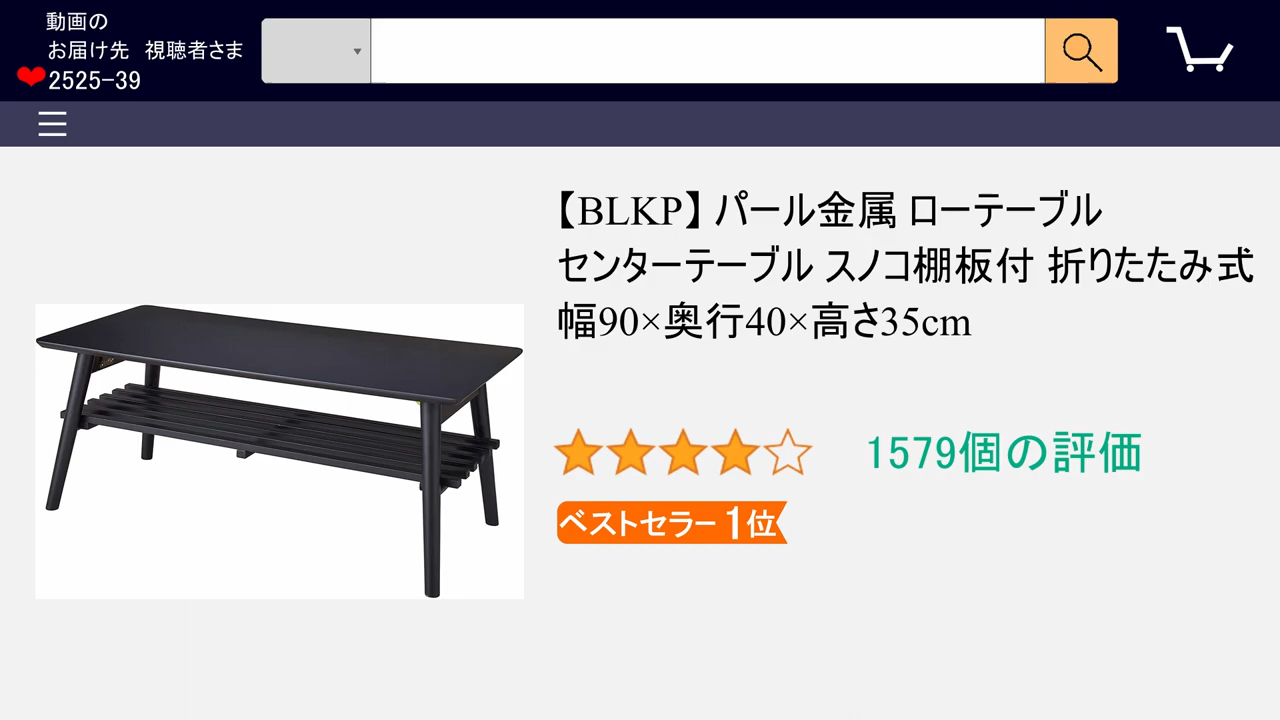 動画の
お届け先 視聴者さま
2525-39
【BLKP】 パール金属 ローテーブル
センターテーブル スノコ棚板付 折りたたみ式
幅90×奥行40×高さ35cm
1579個の評価
ベストセラー 1位